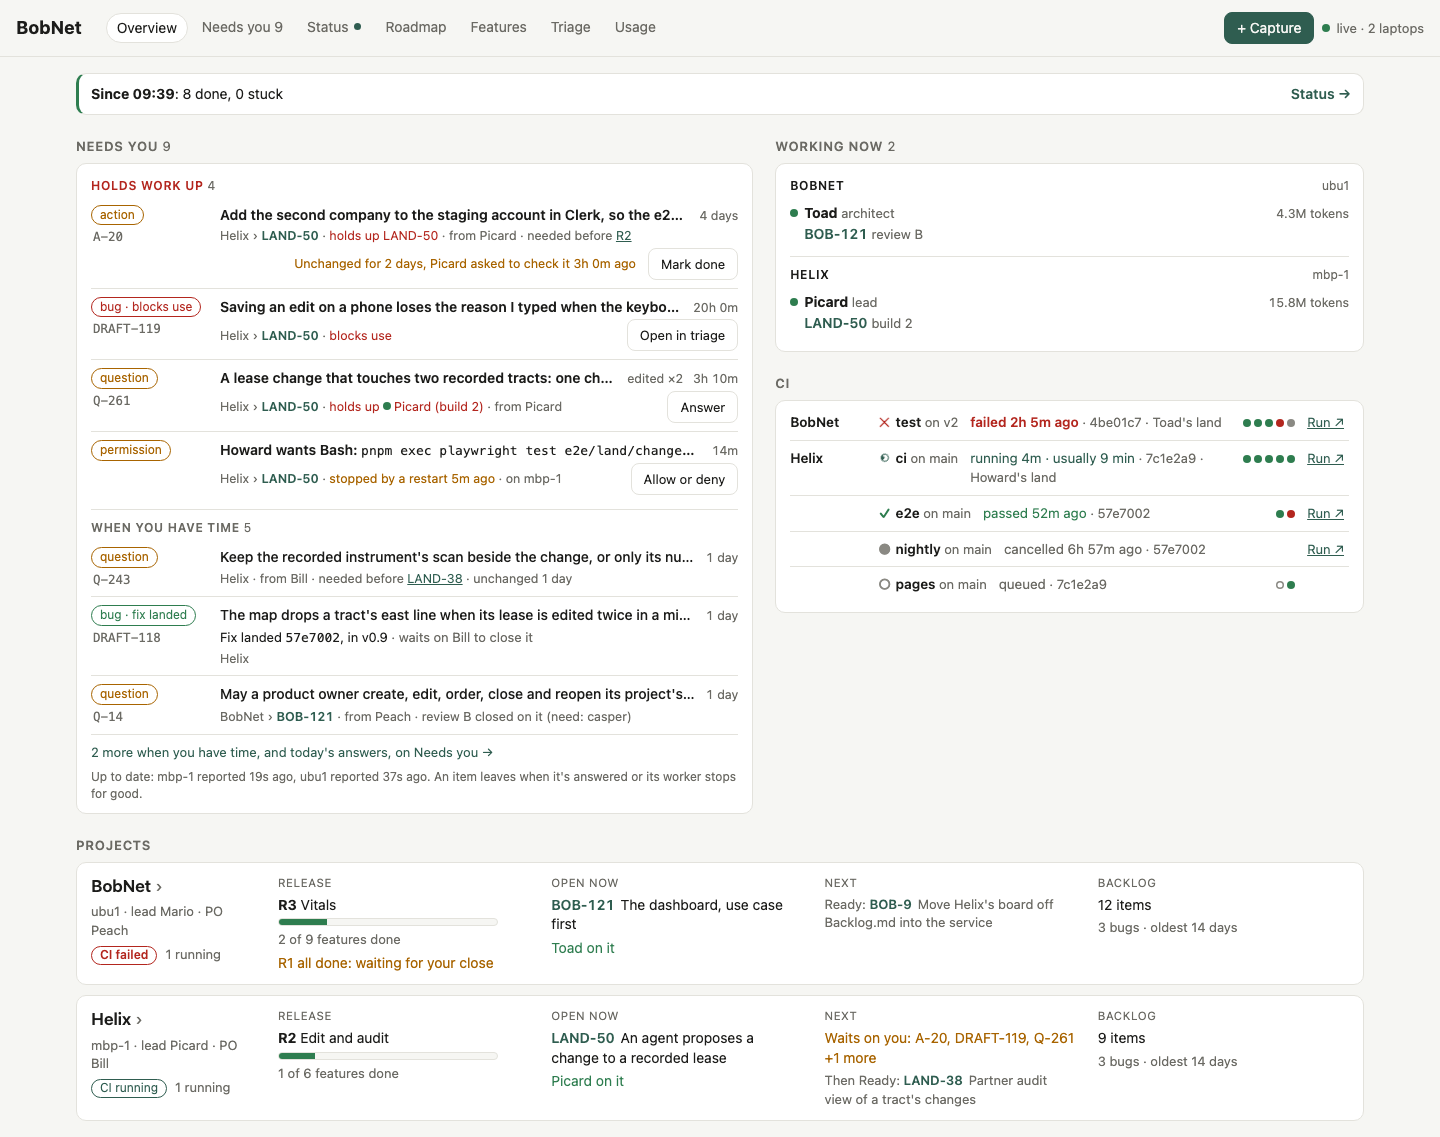 BobNet
Overview
Needs you 9
Status
Roadmap
Features
Triage
Usage
+ Capture
live · 2 laptops
Since 09:39: 8 done, 0 stuck
Status →
NEEDS YOU 9
HOLDS WORK UP 4
action
A–20
Add the second company to the staging account in Clerk, so the e2... 4 days
Helix › LAND-50 · holds up LAND-50 · from Picard · needed before R2
Unchanged for 2 days, Picard asked to check it 3h 0m ago
Mark done
bug · blocks use
DRAFT–119
Saving an edit on a phone loses the reason I typed when the keybo... 20h 0m
Helix › LAND-50 · blocks use
Open in triage
question
Q–261
A lease change that touches two recorded tracts: one ch... edited ×2 3h 10m
Helix › LAND-50 · holds up Picard (build 2) · from Picard
Answer
permission
Howard wants Bash: pnpm exec playwright test e2e/land/change... 14m
Helix › LAND-50 · stopped by a restart 5m ago · on mbp-1
Allow or deny
WHEN YOU HAVE TIME 5
question
Q–243
Keep the recorded instrument's scan beside the change, or only its nu... 1 day
Helix · from Bill · needed before LAND-38 · unchanged 1 day
bug · fix landed
DRAFT–118
The map drops a tract's east line when its lease is edited twice in a mi... 1 day
Fix landed 57e7002, in v0.9 · waits on Bill to close it
Helix
question
Q–14
May a product owner create, edit, order, close and reopen its project's... 1 day
BobNet › BOB-121 · from Peach · review B closed on it (need: casper)
2 more when you have time, and today's answers, on Needs you →
Up to date: mbp-1 reported 19s ago, ubu1 reported 37s ago. An item leaves when it's answered or its worker stops
for good.
WORKING NOW 2
BOBNET ubu1
Toad architect 4.3M tokens
BOB-121 review B
HELIX mbp-1
Picard lead 15.8M tokens
LAND-50 build 2
CI
BobNet test on v2 failed 2h 5m ago · 4be01c7 · Toad's land Run ↗
Helix ci on main running 4m · usually 9 min · 7c1e2a9 · Run ↗
Howard's land
e2e on main passed 52m ago · 57e7002 Run ↗
nightly on main cancelled 6h 57m ago · 57e7002 Run ↗
pages on main queued · 7c1e2a9
PROJECTS
BobNet ›
ubu1 · lead Mario · PO
Peach
CI failed 1 running
RELEASE
R3 Vitals
2 of 9 features done
R1 all done: waiting for your close
OPEN NOW
BOB-121 The dashboard, use case
first
Toad on it
NEXT
Ready: BOB-9 Move Helix's board off
Backlog.md into the service
BACKLOG
12 items
3 bugs · oldest 14 days
Helix ›
mbp-1 · lead Picard · PO
Bill
CI running 1 running
RELEASE
R2 Edit and audit
1 of 6 features done
OPEN NOW
LAND-50 An agent proposes a
change to a recorded lease
Picard on it
NEXT
Waits on you: A-20, DRAFT-119, Q-261
+1 more
Then Ready: LAND-38 Partner audit
view of a tract's changes
BACKLOG
9 items
3 bugs · oldest 14 days